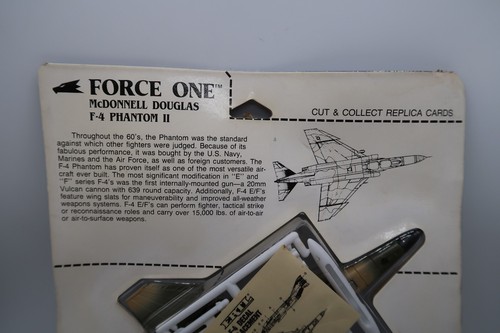 FORCE ONE™
McDONNELL DOUGLAS
F-4 PHANTOM II
CUT & COLLECT REPLICA CARDS
Throughout the 60's, the Phantom was the standard
against which other fighters were judged. Because of its
fabulous performance, it was bought by the U.S. Navy,
Marines and the Air Force, as well as foreign customers. The
F-4 Phantom has proven itself one of the most versatile air-
craft ever built. The most significant modification in "E" and
"F" series F-4's was the first internally-mounted gun—a 20mm
Vulcan cannon with 639 round capacity. Additionally, F-4 E/F's
feature wing slats for maneuverability and improved all-weather
weapons systems. F-4 E/F's can perform fighter, tactical strike
or reconnaissance roles and carry over 15,000 lbs. of air-to-air
or air-to-surface weapons.
DECAL